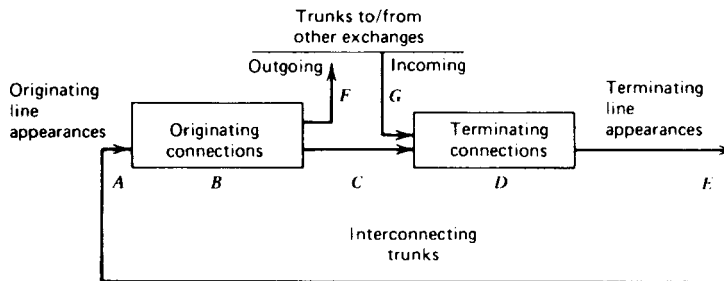 Trunks to/from
other exchanges
Outgoing
Incoming
Originating
line
appearances
F
G
Terminating
line
appearances
Originating
connections
Terminating
connections
A
B
C
D
E
Interconnecting
trunks